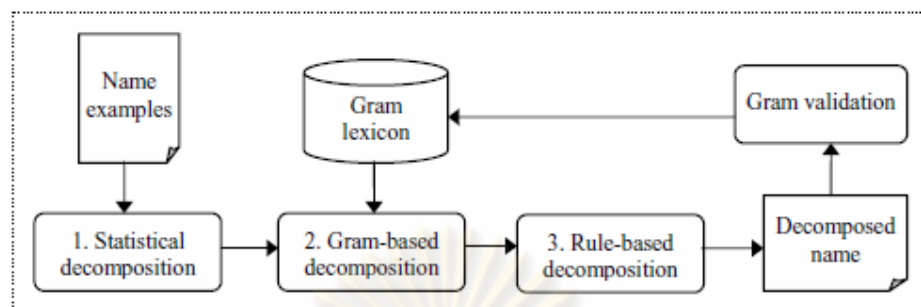 Name
examples
Gram
lexicon
Gram validation
1. Statistical
decomposition
2. Gram-based
decomposition
3. Rule-based
decomposition
Decomposed
name